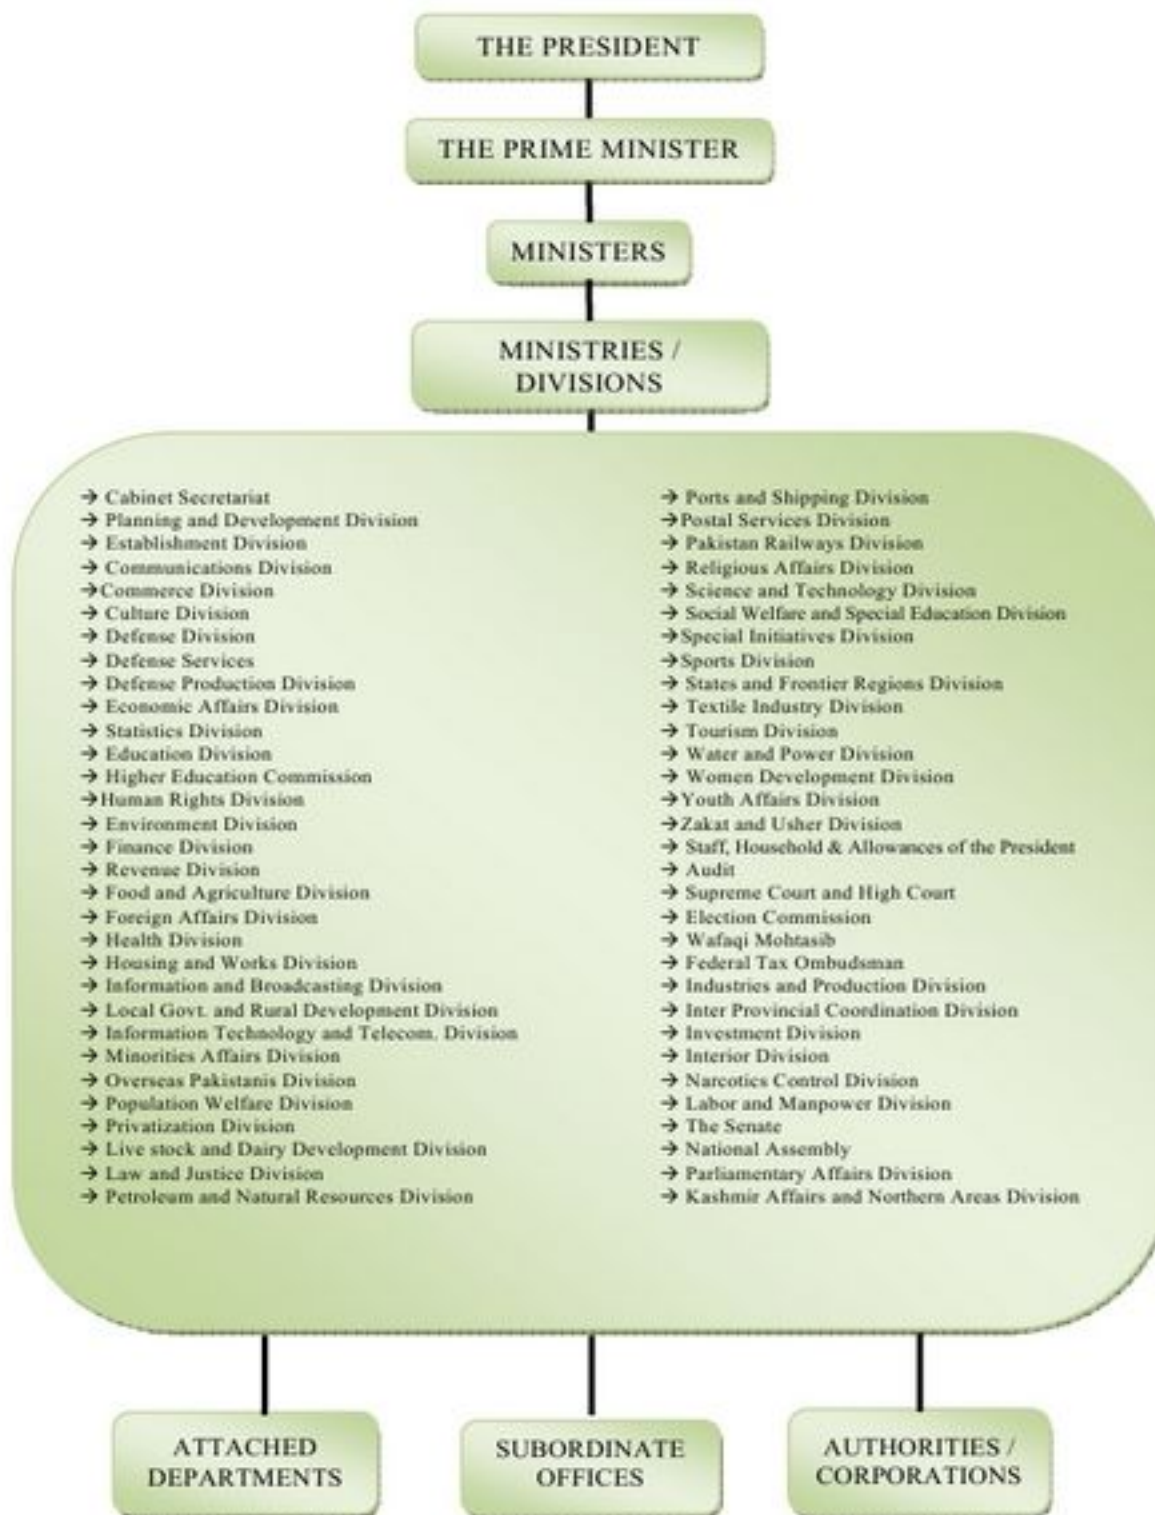 THE PRESIDENT
THE PRIME MINISTER
MINISTERS
MINISTRIES /
DIVISIONS
→ Cabinet Secretariat
→ Planning and Development Division
→ Establishment Division
→ Communications Division
→Commerce Division
→ Culture Division
→ Defense Division
→ Defense Services
→ Defense Production Division
→ Economic Affairs Division
→ Statistics Division
→ Education Division
→ Higher Education Commission
→Human Rights Division
→ Environment Division
→ Finance Division
→ Revenue Division
→ Food and Agriculture Division
→ Foreign Affairs Division
→ Health Division
→ Housing and Works Division
→ Information and Broadcasting Division
→ Local Govt. and Rural Development Division
→ Information Technology and Telecom. Division
→ Minorities Affairs Division
→ Overseas Pakistanis Division
→ Population Welfare Division
→ Privatization Division
→ Live stock and Dairy Development Division
→ Law and Justice Division
→ Petroleum and Natural Resources Division
→ Ports and Shipping Division
→Postal Services Division
→ Pakistan Railways Division
→ Religious Affairs Division
→ Science and Technology Division
→ Social Welfare and Special Education Division
→Special Initiatives Division
→Sports Division
→ States and Frontier Regions Division
→ Textile Industry Division
→ Tourism Division
→ Water and Power Division
→ Women Development Division
→Youth Affairs Division
→Zakat and Usher Division
→ Staff, Household & Allowances of the President
→ Audit
→ Supreme Court and High Court
→ Election Commission
→ Wafaqi Mohtasib
→ Federal Tax Ombudsman
→ Industries and Production Division
→ Inter Provincial Coordination Division
→ Investment Division
→ Interior Division
→ Narcotics Control Division
→ Labor and Manpower Division
→ The Senate
→ National Assembly
→ Parliamentary Affairs Division
→ Kashmir Affairs and Northern Areas Division
ATTACHED
DEPARTMENTS
SUBORDINATE
OFFICES
AUTHORITIES /
CORPORATIONS